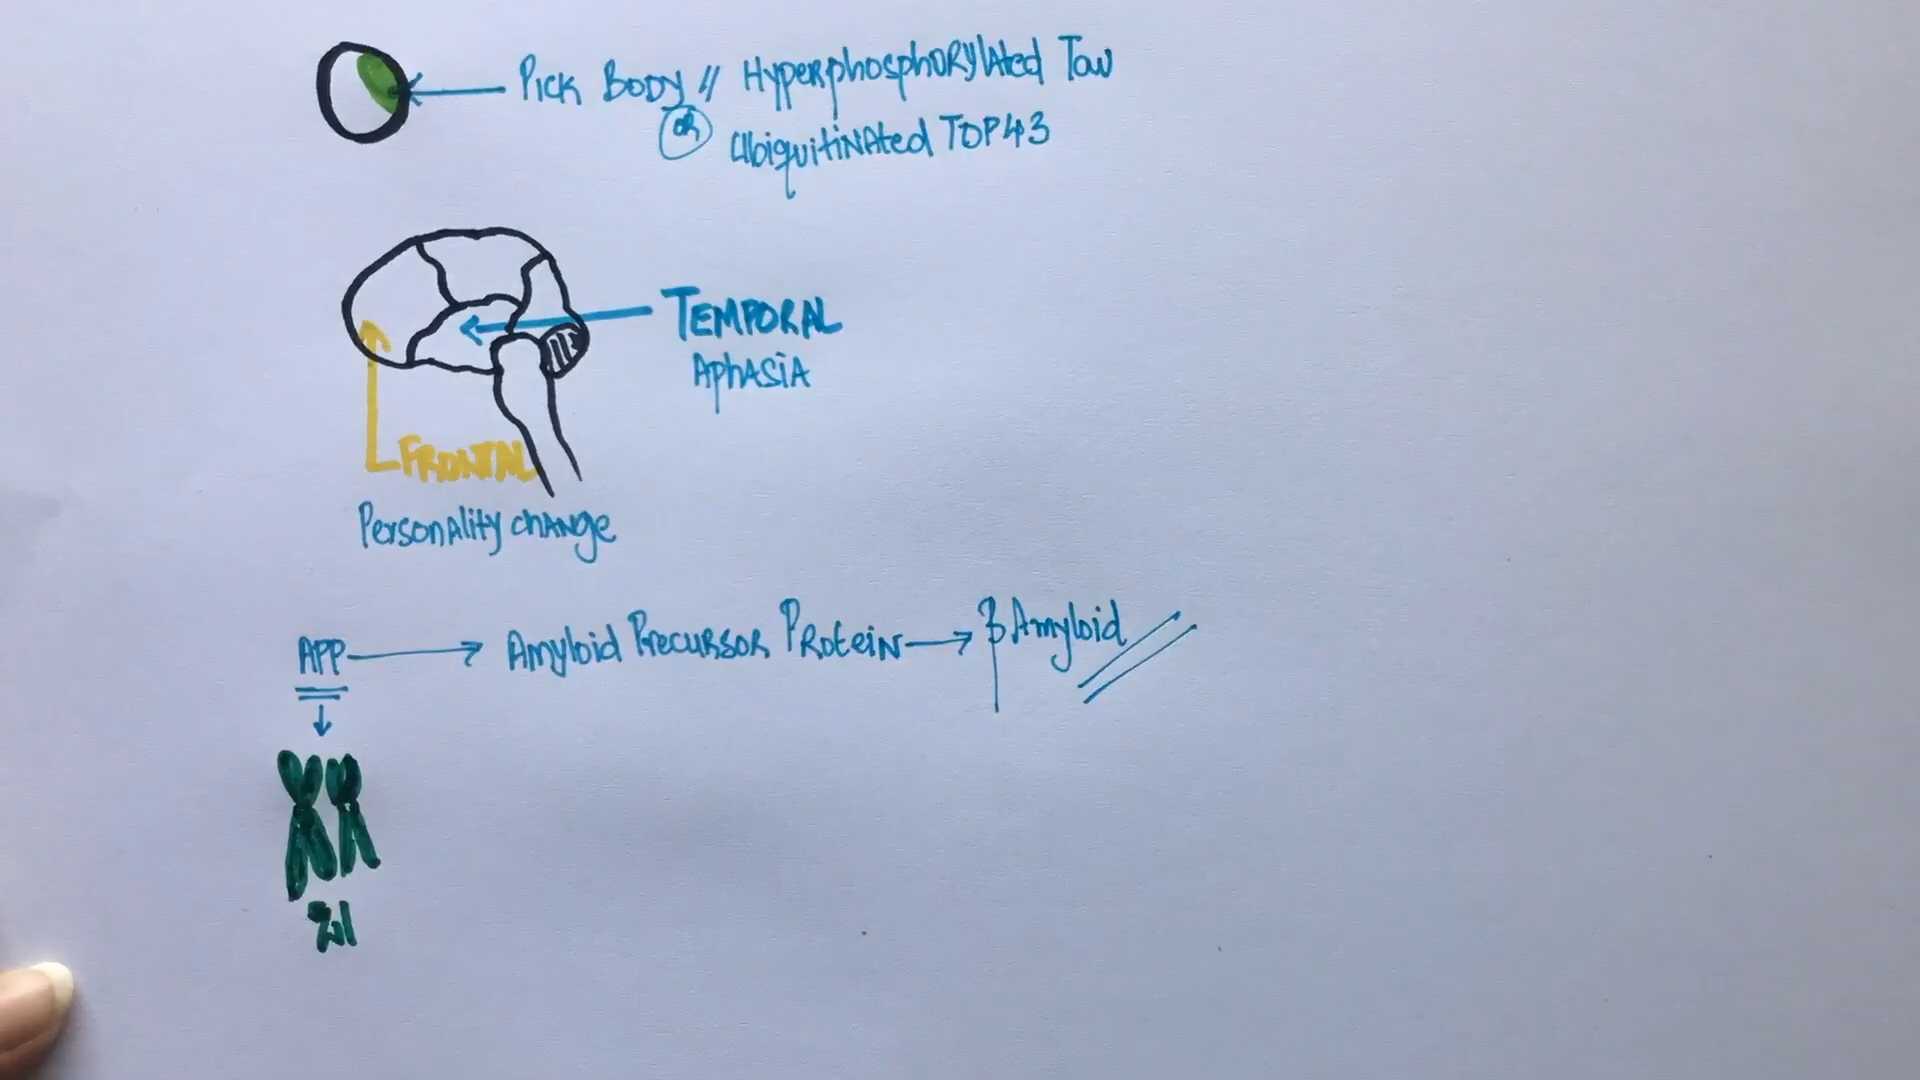 Pick Body // Hyperphosphorylated Tau
OR Ubiquitinated TDP43
TEMPORAL
Aphasia
FRONTAL
Personality change
APP → Amyloid Precursor Protein → β Amyloid
21